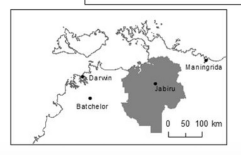 Maningrida
Darwin
Jabiru
Batchelor
0 50 100 km